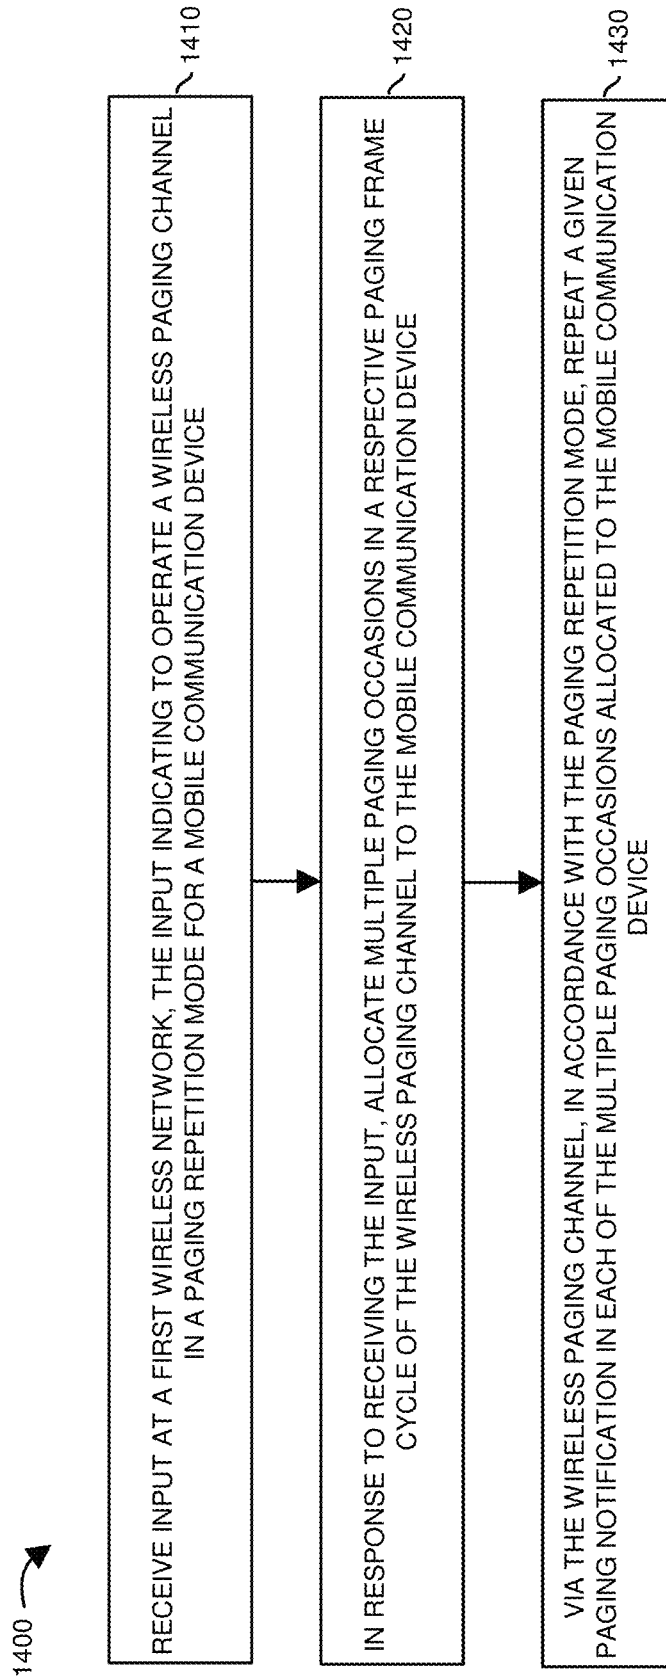 1400
RECEIVE INPUT AT A FIRST WIRELESS NETWORK, THE INPUT INDICATING TO OPERATE A WIRELESS PAGING CHANNEL
IN A PAGING REPETITION MODE FOR A MOBILE COMMUNICATION DEVICE
1410
IN RESPONSE TO RECEIVING THE INPUT, ALLOCATE MULTIPLE PAGING OCCASIONS IN A RESPECTIVE PAGING FRAME
CYCLE OF THE WIRELESS PAGING CHANNEL TO THE MOBILE COMMUNICATION DEVICE
1420
VIA THE WIRELESS PAGING CHANNEL, IN ACCORDANCE WITH THE PAGING REPETITION MODE, REPEAT A GIVEN
PAGING NOTIFICATION IN EACH OF THE MULTIPLE PAGING OCCASIONS ALLOCATED TO THE MOBILE COMMUNICATION
DEVICE
1430